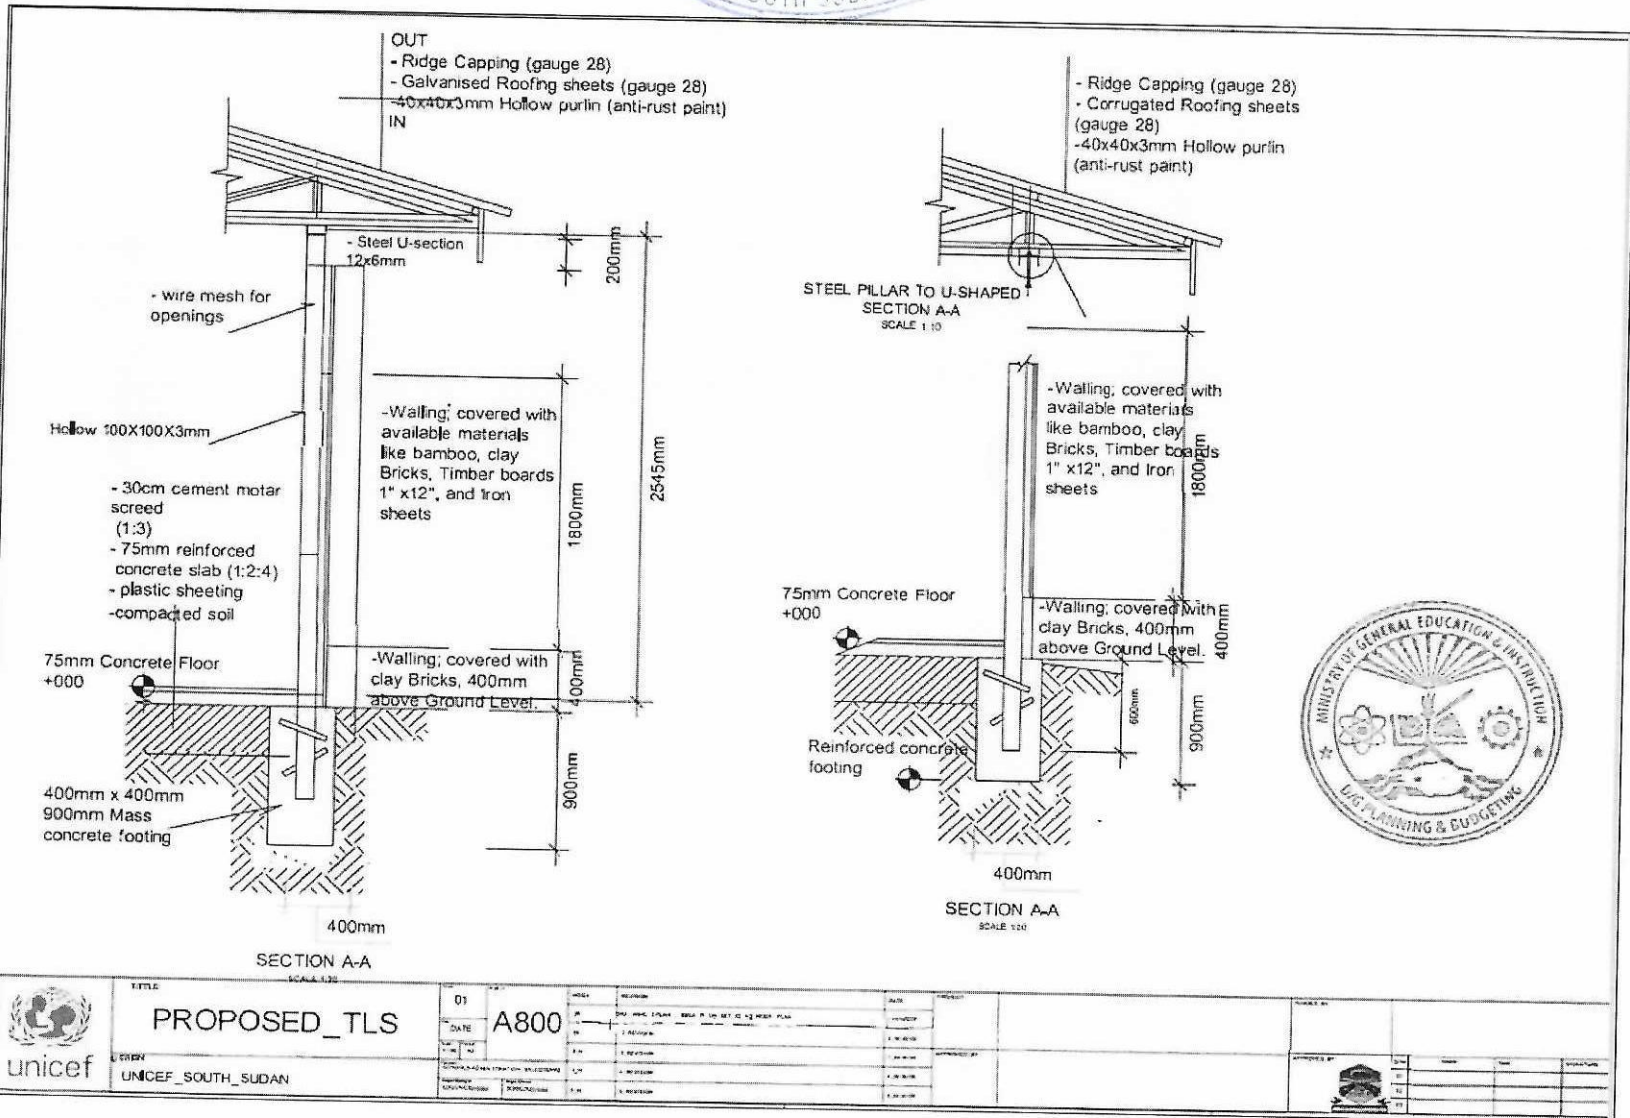 OUT
- Ridge Capping (gauge 28)
- Galvanised Roofing sheets (gauge 28)
-40x40x3mm Hollow purlin (anti-rust paint)
IN
- Steel U-section
12x6mm
200mm
- wire mesh for
openings
Hollow 100X100X3mm
-Walling; covered with
available materials
like bamboo, clay
Bricks, Timber boards
1" x12", and Iron
sheets
1800mm
2545mm
- 30cm cement motar
screed
(1:3)
- 75mm reinforced
concrete slab (1:2:4)
- plastic sheeting
-compacted soil
75mm Concrete Floor
+000
-Walling; covered with
clay Bricks, 400mm
above Ground Level.
400mm
900mm
400mm x 400mm
900mm Mass
concrete footing
400mm
SECTION A-A
- Ridge Capping (gauge 28)
- Corrugated Roofing sheets
(gauge 28)
-40x40x3mm Hollow purlin
(anti-rust paint)
STEEL PILLAR TO U-SHAPED
SECTION A-A
SCALE 1:10
-Walling; covered with
available materials
like bamboo, clay
Bricks, Timber boards
1" x12", and Iron
sheets
1800mm
75mm Concrete Floor
+000
-Walling; covered with
clay Bricks, 400mm
above Ground Level.
400mm
600mm
900mm
Reinforced concrete
footing
400mm
SECTION A-A
MINISTRY OF GENERAL EDUCATION & INSTRUCTION
D/G PLANNING & BUDGETING
unicef
TITLE
PROPOSED_TLS
UNICEF_SOUTH_SUDAN
01
DATE
A800